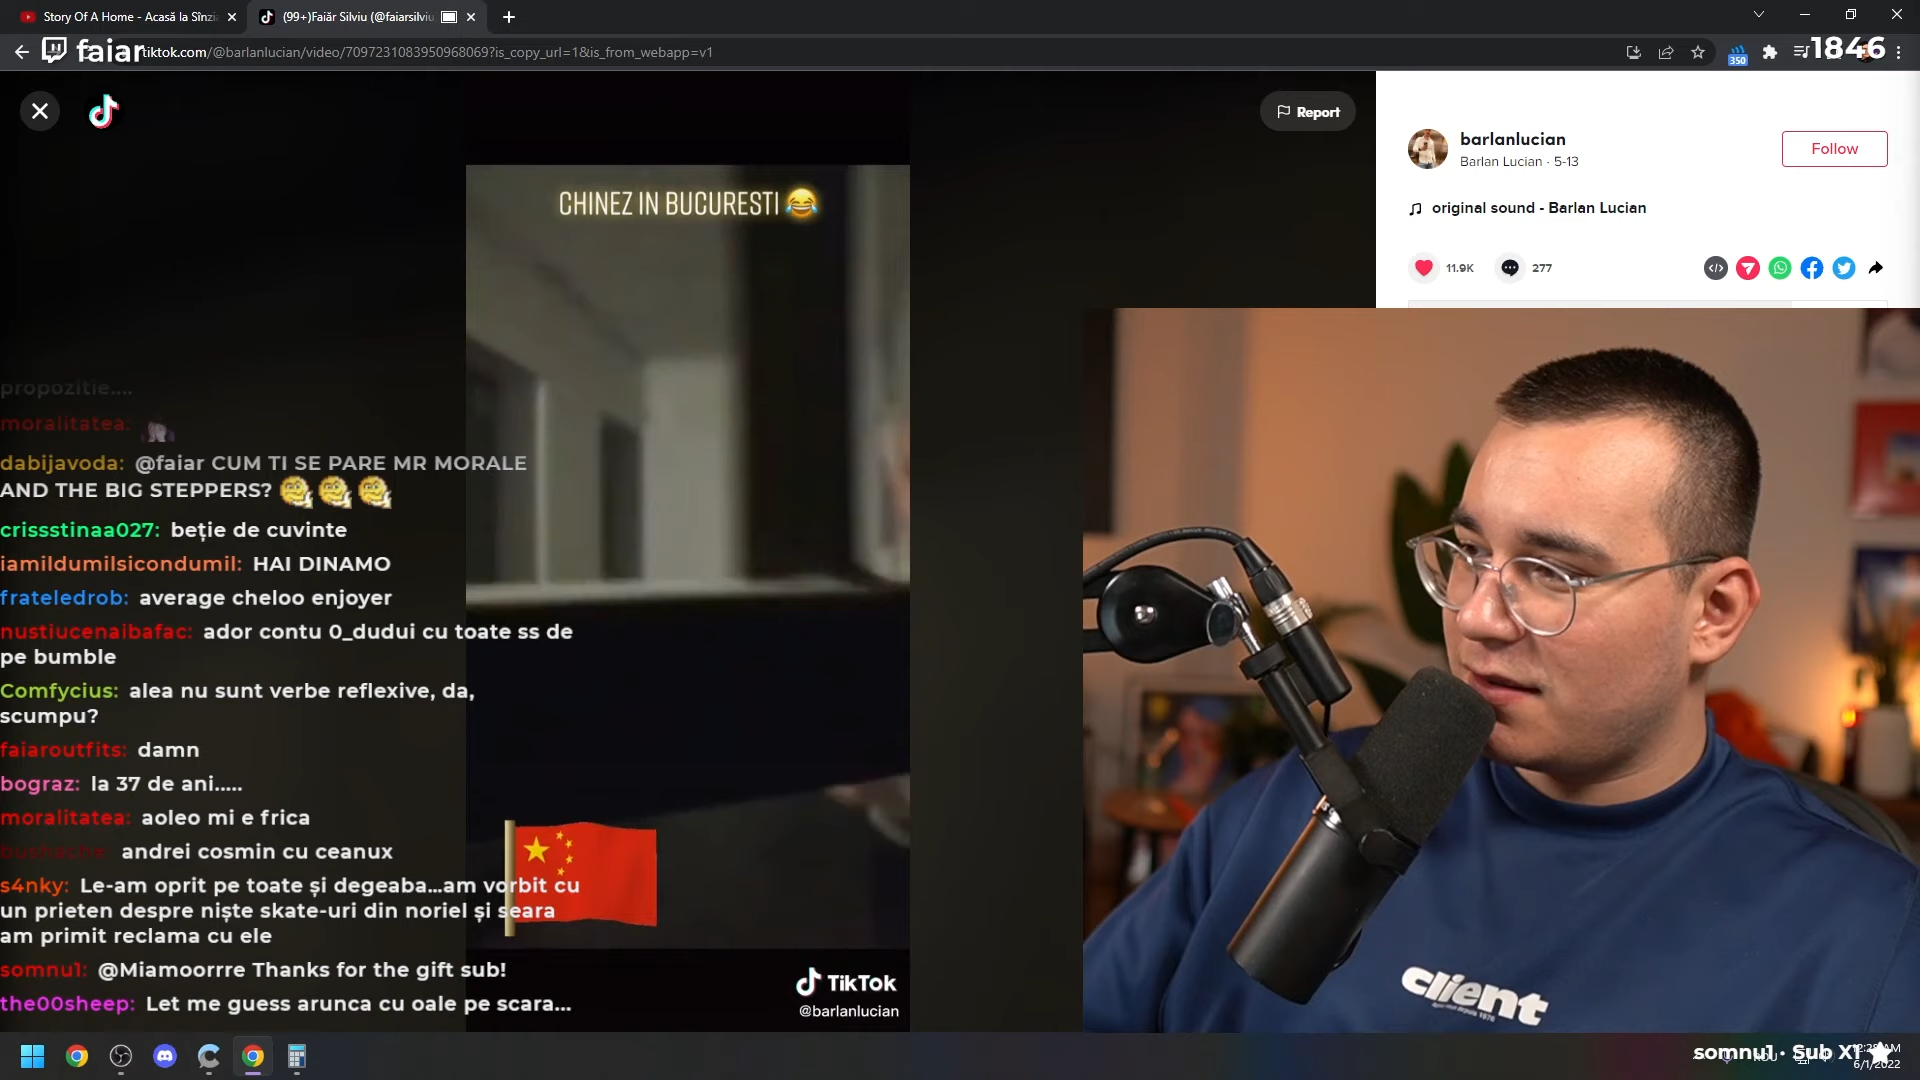 Story Of A Home - Acasă la Sînzi
(99+)Faiăr Silviu (@faiarsilviu
faiar
tiktok.com/@barlanlucian/video/7097231083950968069?is_copy_url=1&is_from_webapp=v1
350
1846
Report
barlanlucian
Barlan Lucian · 5-13
Follow
original sound - Barlan Lucian
11.9K
277
CHINEZ IN BUCURESTI 😂
propozitie....
moralitatea:
dabijavoda: @faiar CUM TI SE PARE MR MORALE
AND THE BIG STEPPERS?
crissstinaa027: beție de cuvinte
iamildumilsicondumil: HAI DINAMO
frateledrob: average cheloo enjoyer
nustiucenaibafac: ador contu 0_dudui cu toate ss de
pe bumble
Comfycius: alea nu sunt verbe reflexive, da,
scumpu?
faiaroutfits: damn
bograz: la 37 de ani.....
moralitatea: aoleo mi e frica
andrei cosmin cu ceanux
s4nky: Le-am oprit pe toate și degeaba...am vorbit cu
un prieten despre niște skate-uri din noriel și seara
am primit reclama cu ele
somnu1: @Miamoorrre Thanks for the gift sub!
the00sheep: Let me guess arunca cu oale pe scara...
TikTok
@barlanlucian
client
somnu1 · Sub X1
6/1/2022